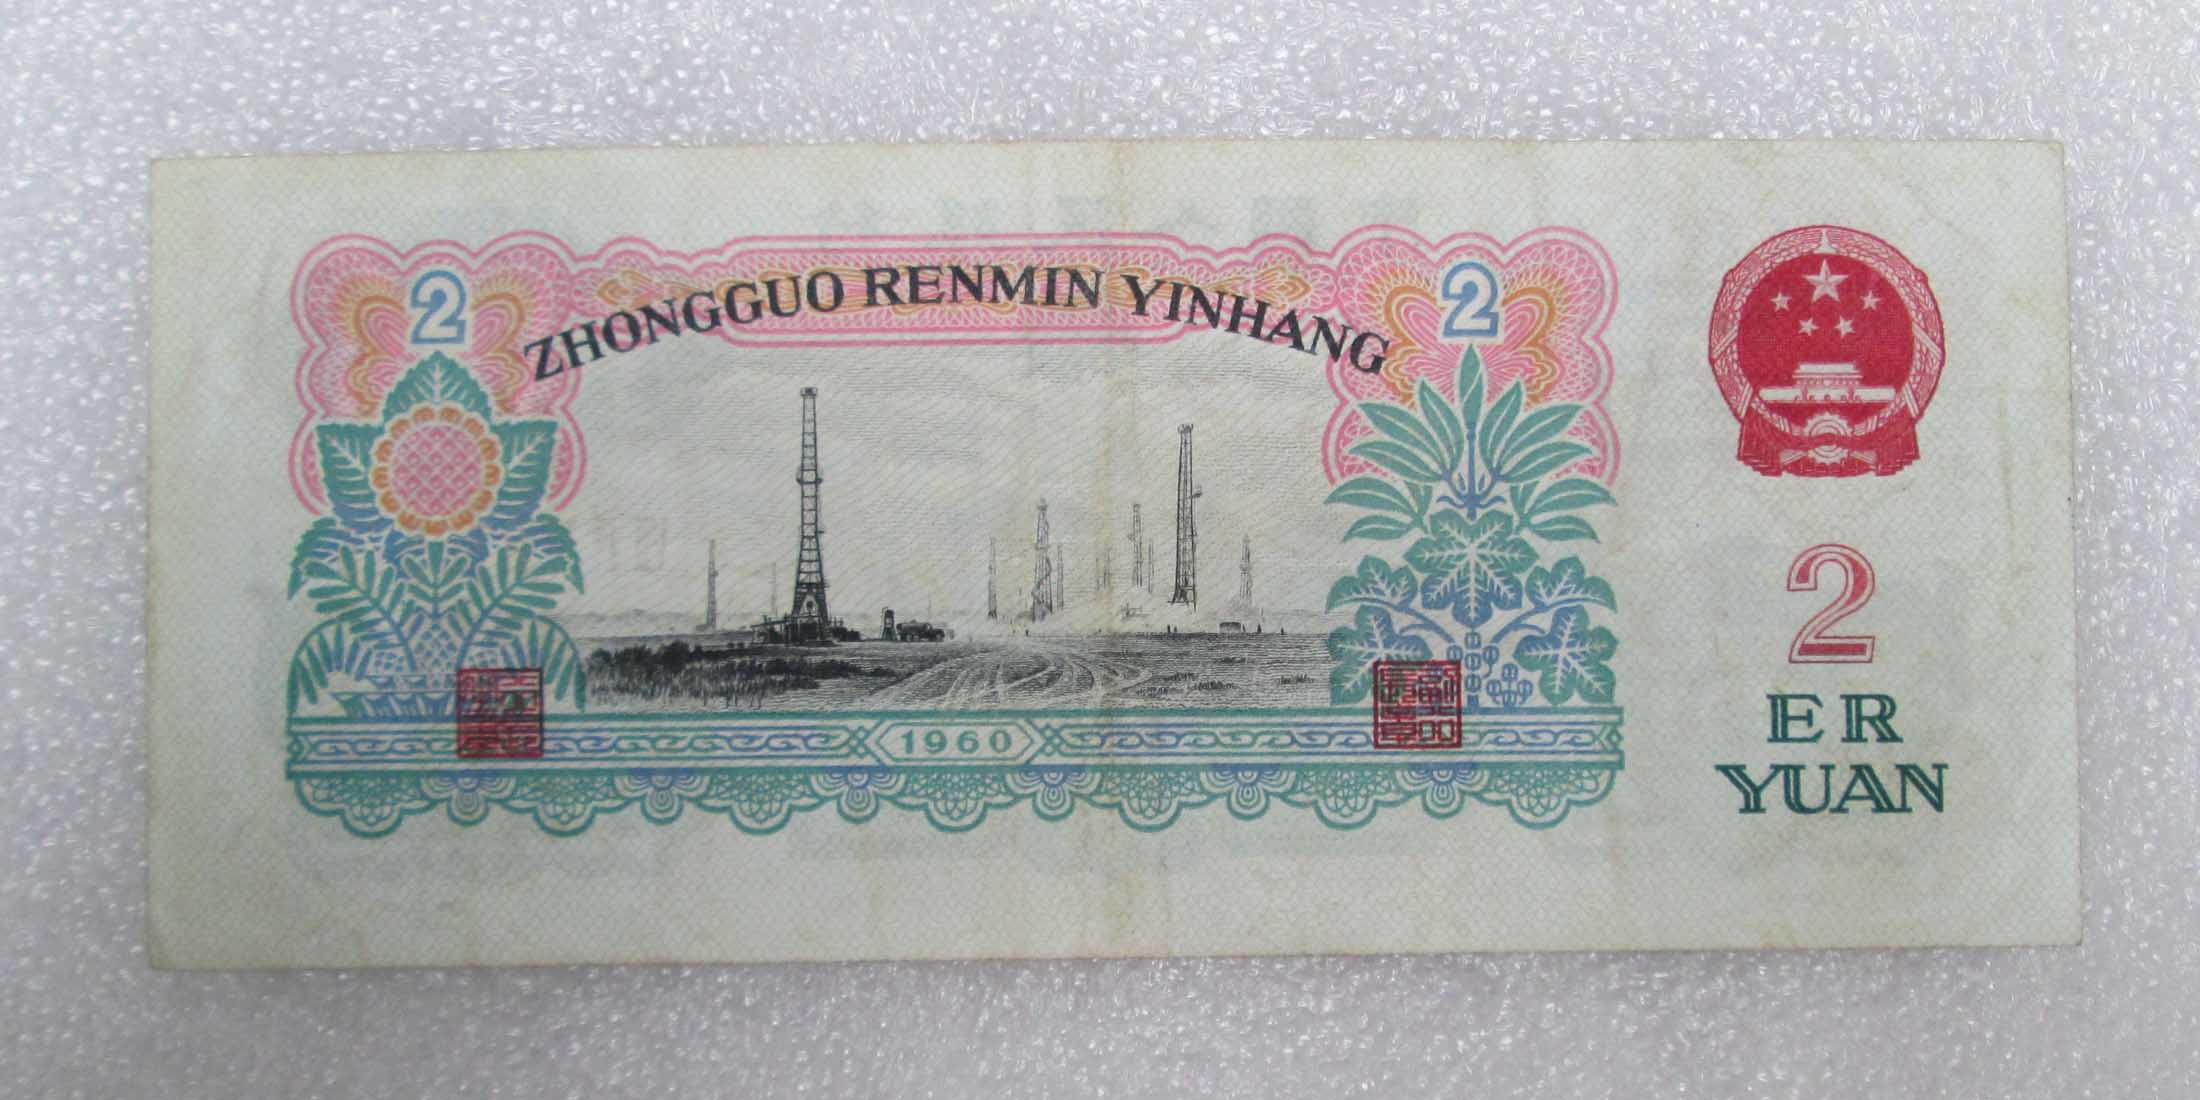 2
ZHONGGUO RENMIN YINHANG
2
1960
2
ER
YUAN